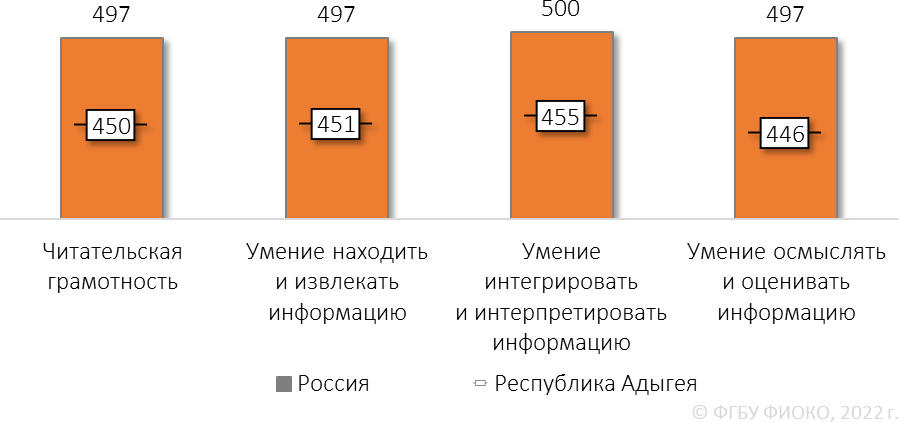 497
497
500
497
450
451
455
446
Читательская
грамотность
Умение находить
и извлекать
информацию
Умение
интегрировать
и интерпретировать
информацию
Умение осмыслять
и оценивать
информацию
Россия
Республика Адыгея
© ФГБУ ФИОКО, 2022 г.